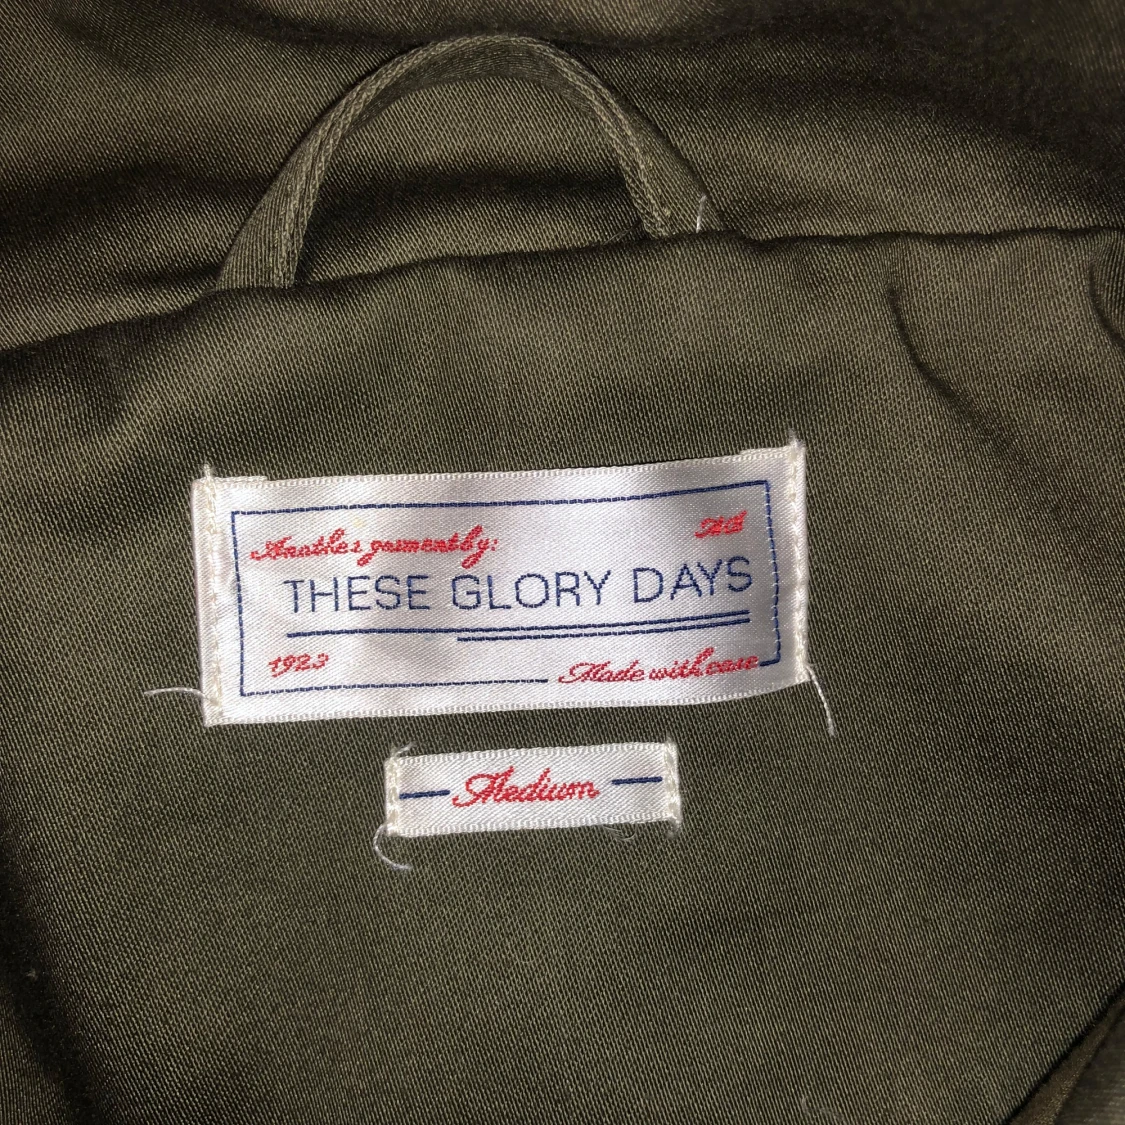 Another garment by:
THESE GLORY DAYS
1923
Made with care
Medium